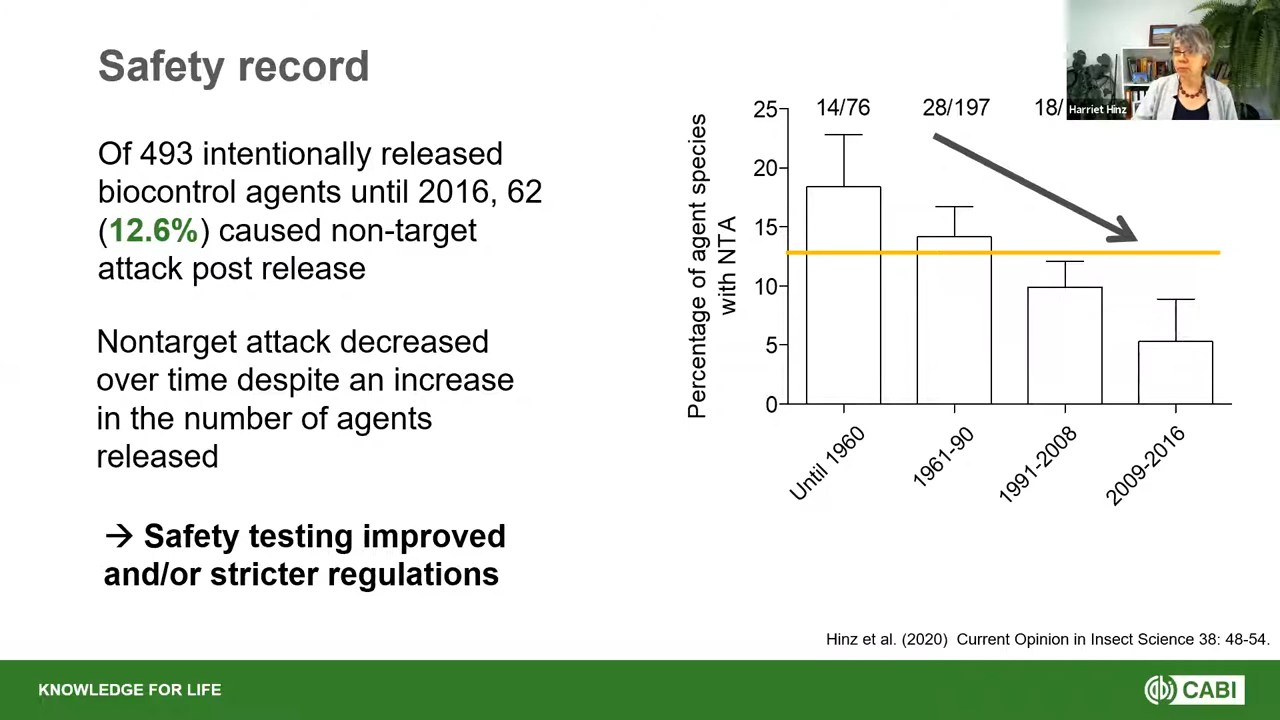 Safety record
Of 493 intentionally released
biocontrol agents until 2016, 62
(12.6%) caused non-target
attack post release
Nontarget attack decreased
over time despite an increase
in the number of agents
released
→ Safety testing improved
and/or stricter regulations
Harriet Hinz
14/76 28/197 18/
Percentage of agent species
with NTA
25
20
15
10
5
0
Until 1960
1961-90
1991-2008
2009-2016
Hinz et al. (2020) Current Opinion in Insect Science 38: 48-54.
KNOWLEDGE FOR LIFE
CABI